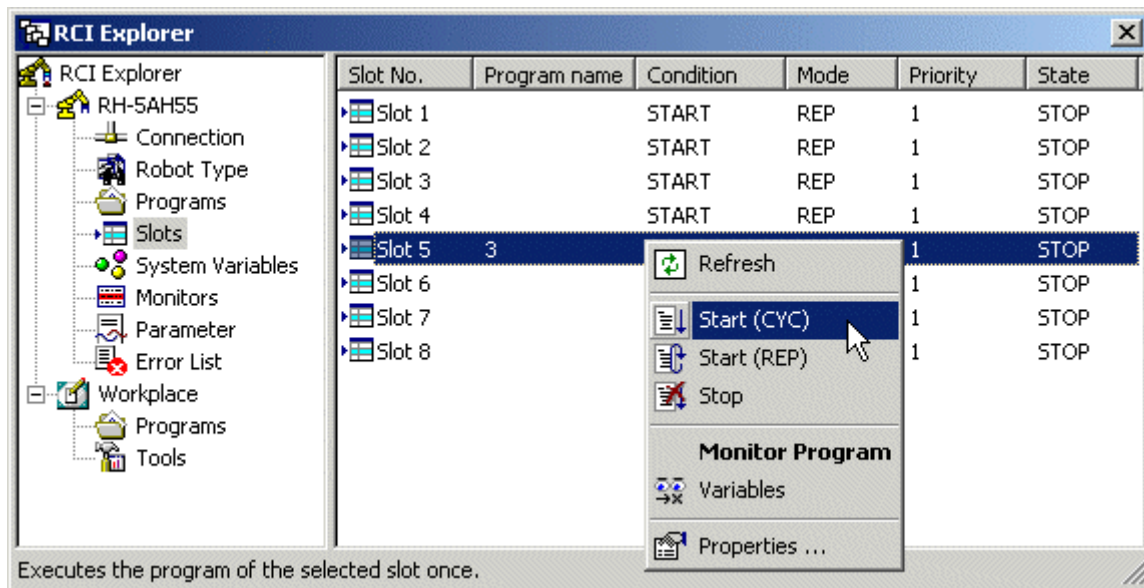 RCI Explorer
RCI Explorer
RH-5AH55
Connection
Robot Type
Programs
Slots
System Variables
Monitors
Parameter
Error List
Workplace
Programs
Tools
Slot No. Program name Condition Mode Priority State
Slot 1 START REP 1 STOP
Slot 2 START REP 1 STOP
Slot 3 START REP 1 STOP
Slot 4 START REP 1 STOP
Slot 5 3 1 STOP
Slot 6 1 STOP
Slot 7 1 STOP
Slot 8 1 STOP
Refresh
Start (CYC)
Start (REP)
Stop
Monitor Program
Variables
Properties ...
Executes the program of the selected slot once.